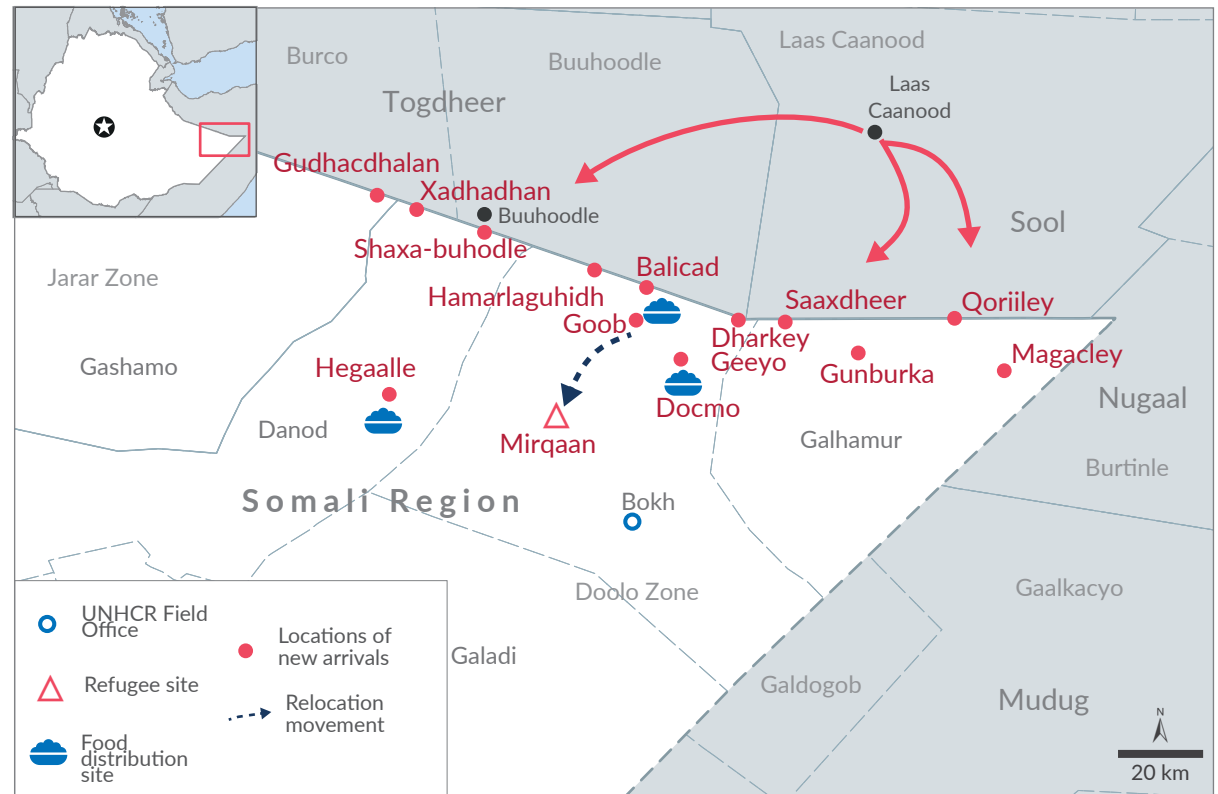 Burco
Buuhoodle
Laas Caanood
Togdheer
Laas
Caanood
Gudhacdhalan
Xadhadhan
Buuhoodle
Sool
Shaxa-buhodle
Balicad
Jarar Zone
Hamarlaguhidh
Saaxdheer
Qoriiley
Goob
Dharkey
Geeyo
Magacley
Gashamo
Hegaalle
Gunburka
Docmo
Nugaal
Danod
Mirqaan
Galhamur
Burtinle
Somali Region
Bokh
Doolo Zone
Gaalkacyo
Galadi
Galdogob
Mudug
UNHCR Field
Office
Refugee site
Food
distribution
site
Locations of
new arrivals
Relocation
movement
N
20 km